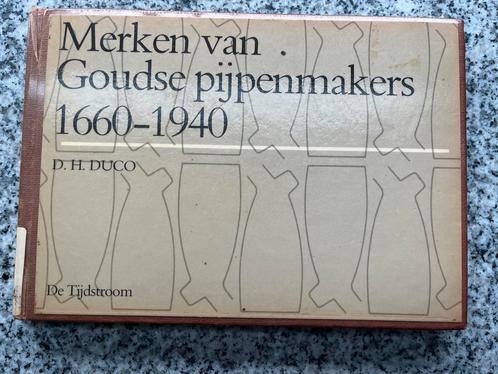 Merken van
Goudse pijpenmakers
1660–1940
D. H. DUCO
De Tijdstroom